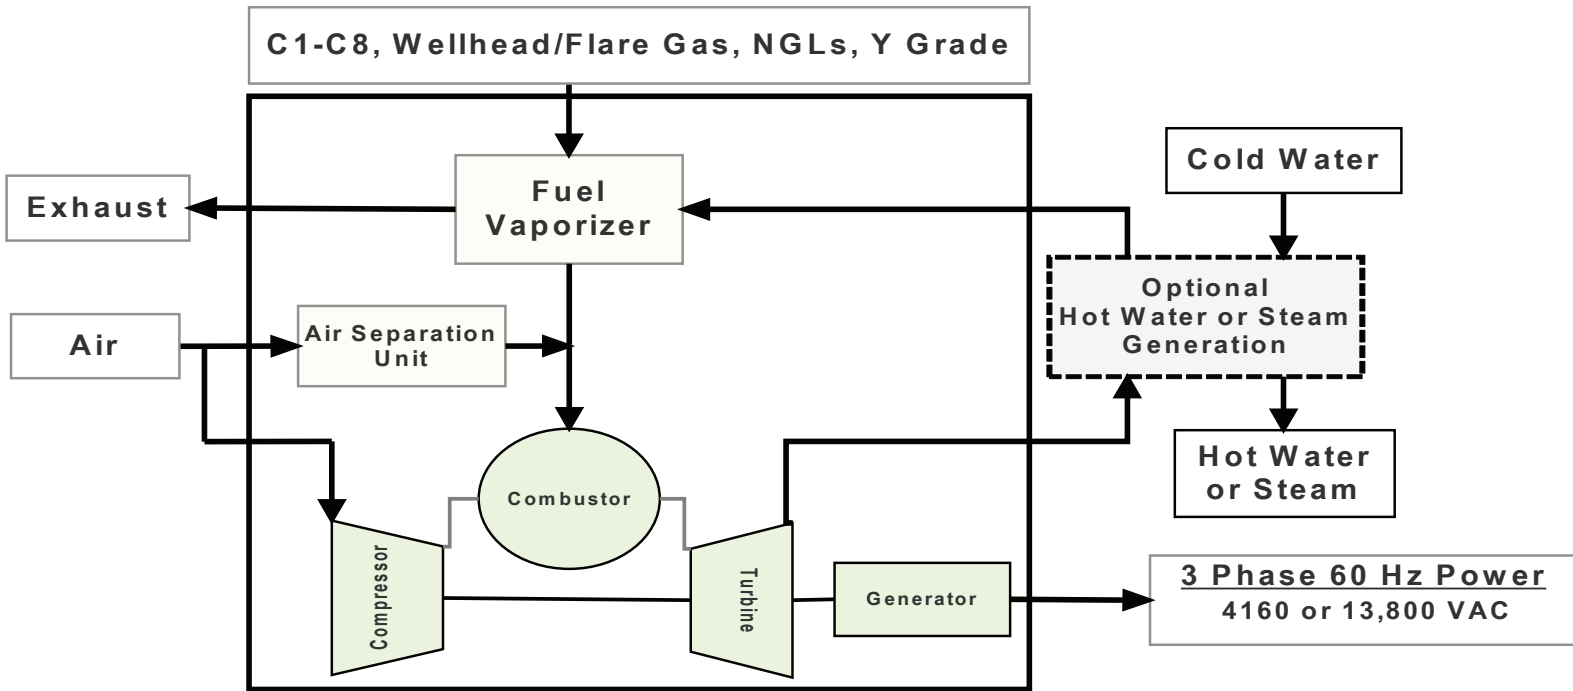 C1-C8, Wellhead/Flare Gas, NGLs, Y Grade
Cold Water
Fuel
Vaporizer
Exhaust
Optional
Hot Water or Steam
Generation
Air
Air Separation
Unit
Hot Water
or Steam
Combustor
Compressor
Turbine
Generator
3 Phase 60 Hz Power
4160 or 13,800 VAC